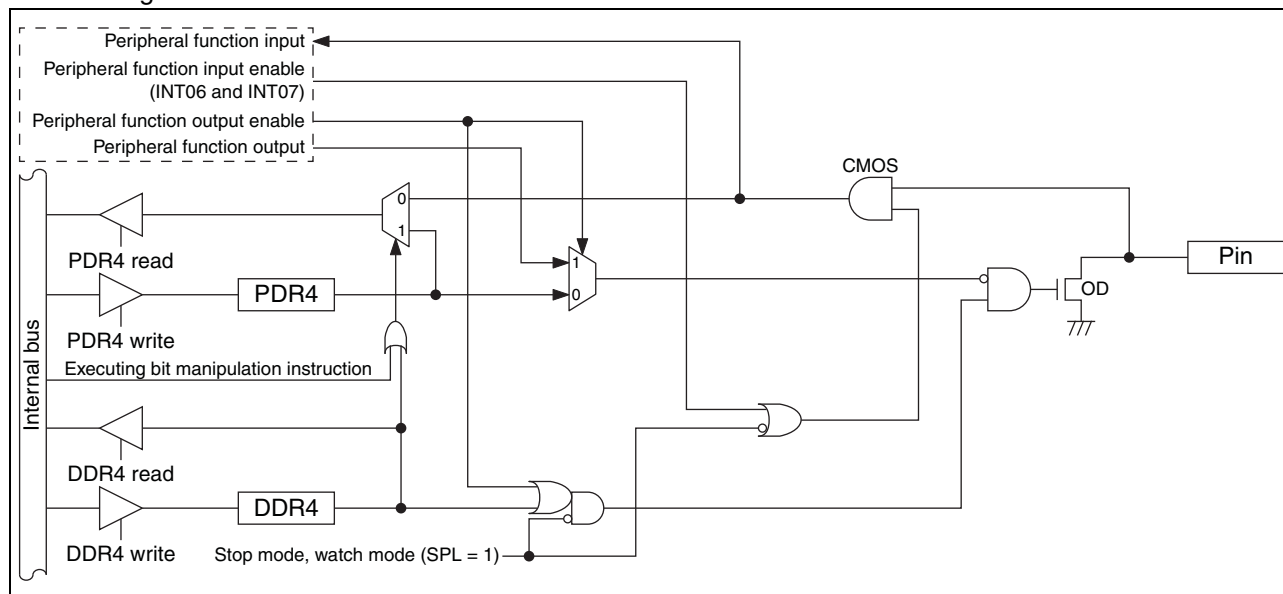 Peripheral function input
Peripheral function input enable
(INT06 and INT07)
Peripheral function output enable
Peripheral function output
CMOS
0
1
PDR4 read
1
Pin
PDR4
0
OD
PDR4 write
Executing bit manipulation instruction
Internal bus
DDR4 read
DDR4
DDR4 write
Stop mode, watch mode (SPL = 1)